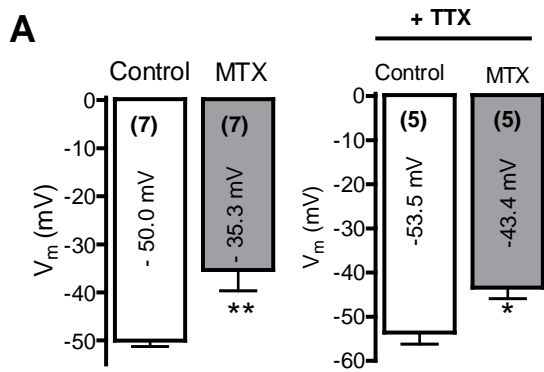 A
Control MTX
0
-10
-20
-30
-40
-50
Vm (mV)
(7)
- 50.0 mV
(7)
- 35.3 mV
**
+ TTX
Control MTX
0
-10
-20
-30
-40
-50
-60
Vm (mV)
(5)
-53.5 mV
(5)
-43.4 mV
*